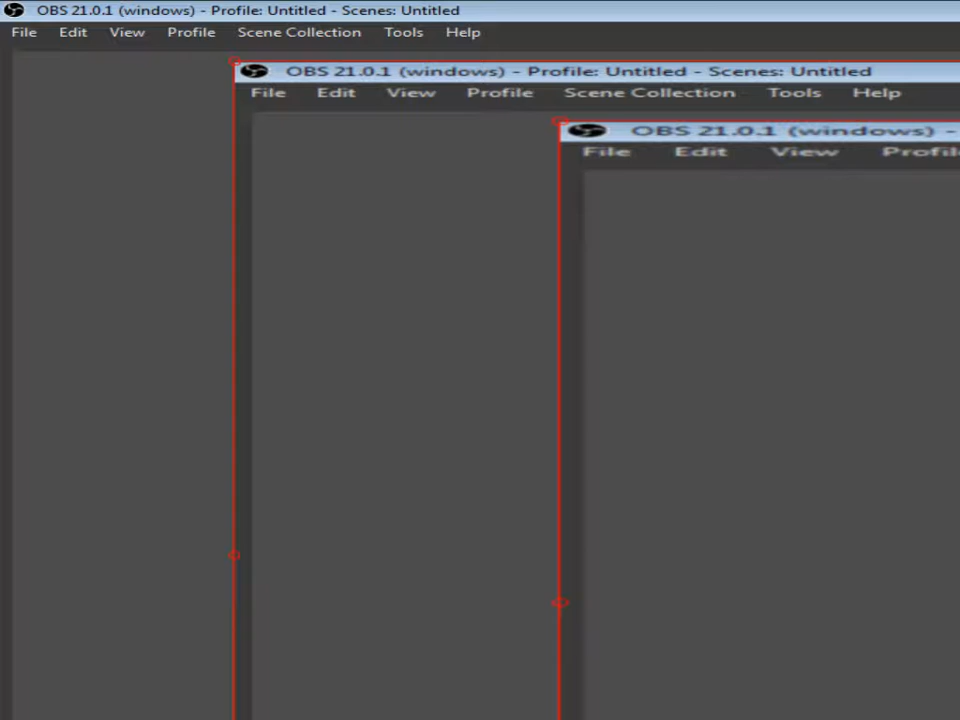 OBS 21.0.1 (windows) - Profile: Untitled - Scenes: Untitled
File Edit View Profile Scene Collection Tools Help
OBS 21.0.1 (windows) - Profile: Untitled - Scenes: Untitled
File Edit View Profile Scene Collection Tools Help
OBS 21.0.1 (windows) -
File Edit View Profil